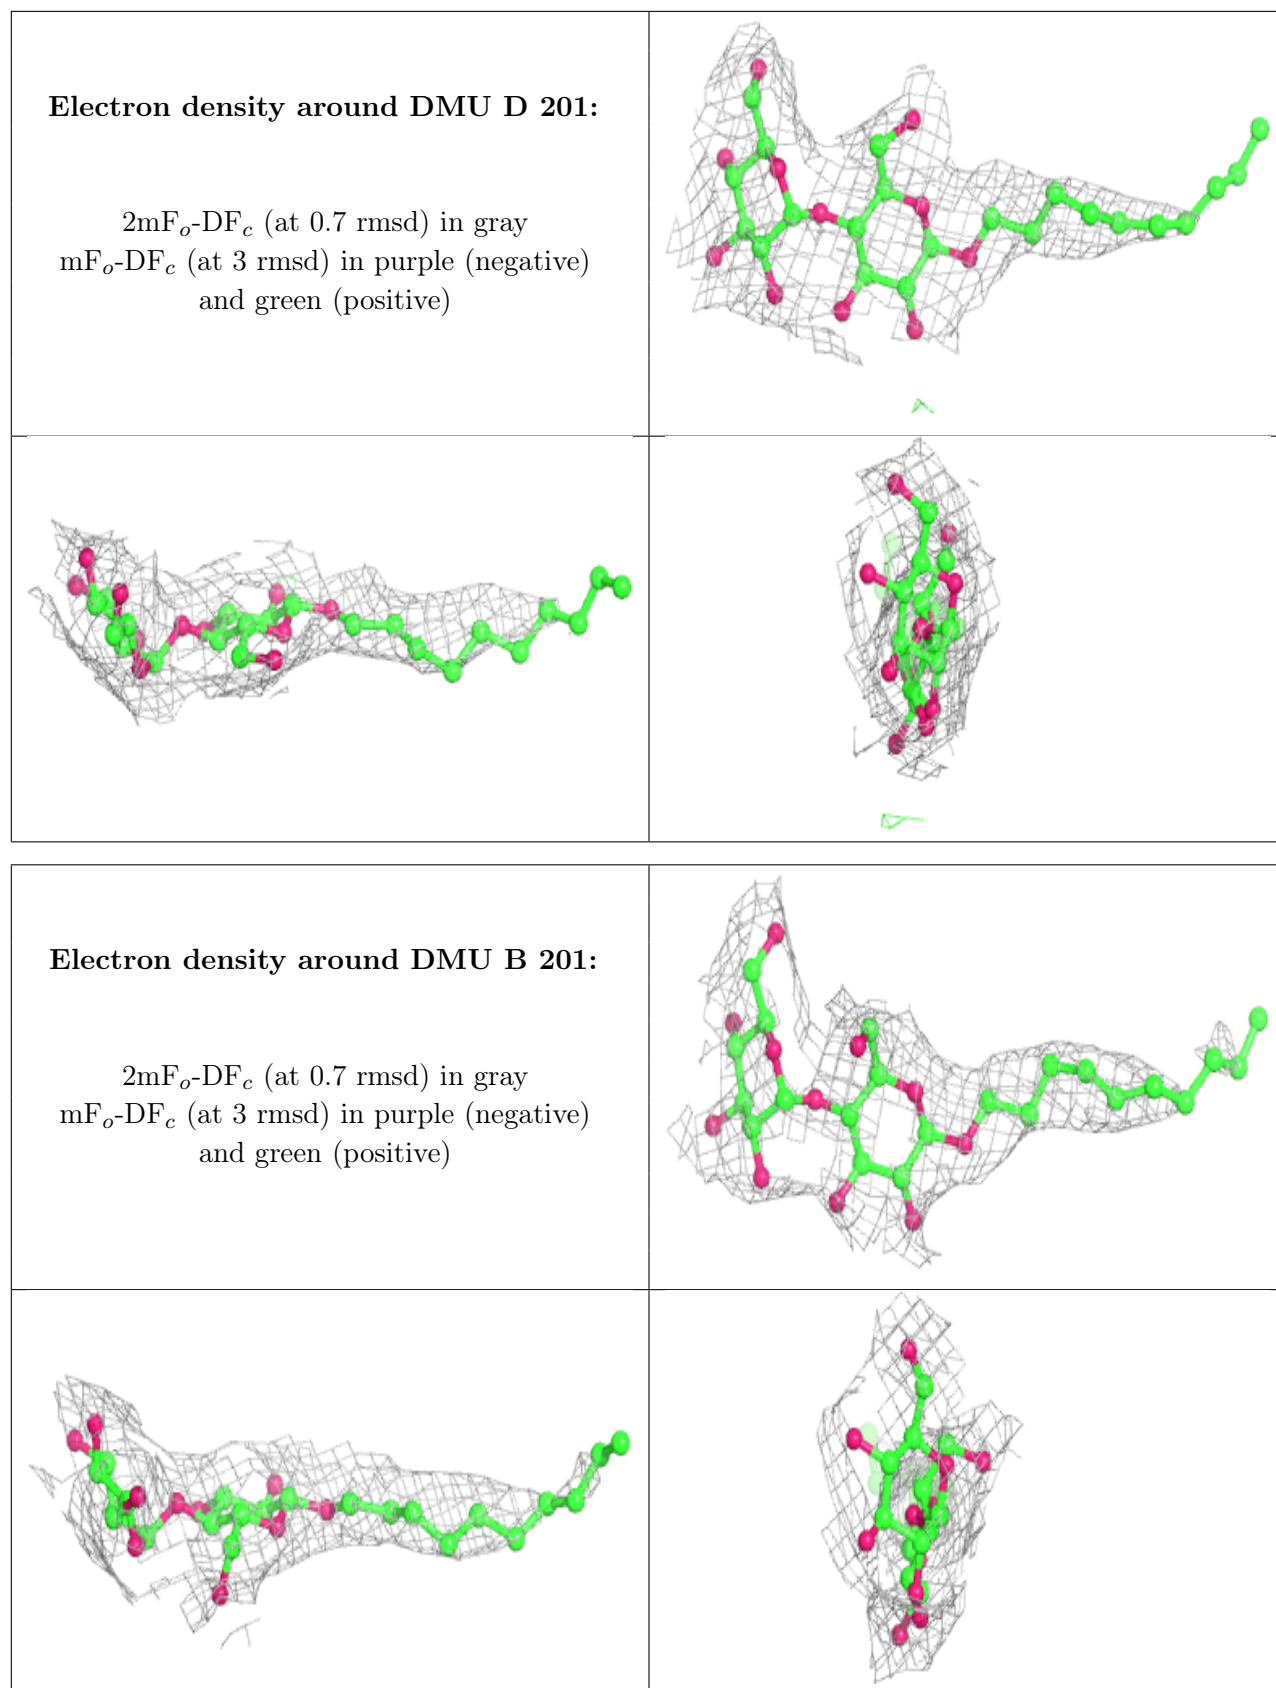 Electron density around DMU D 201:
2mFo-DFc (at 0.7 rmsd) in gray
mFo-DFc (at 3 rmsd) in purple (negative)
and green (positive)
Electron density around DMU B 201:
2mFo-DFc (at 0.7 rmsd) in gray
mFo-DFc (at 3 rmsd) in purple (negative)
and green (positive)